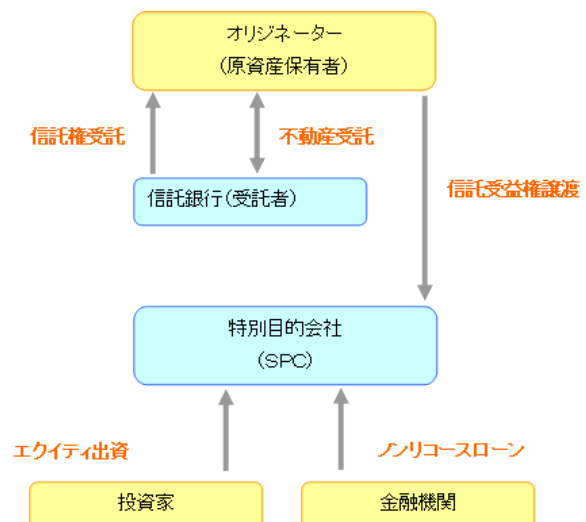 オリジネーター
(原資産保有者)
信託権受託
不動産受託
信託銀行(受託者)
信託受益権譲渡
特別目的会社
(SPC)
エクイティ出資
ノンリコースローン
投資家
金融機関